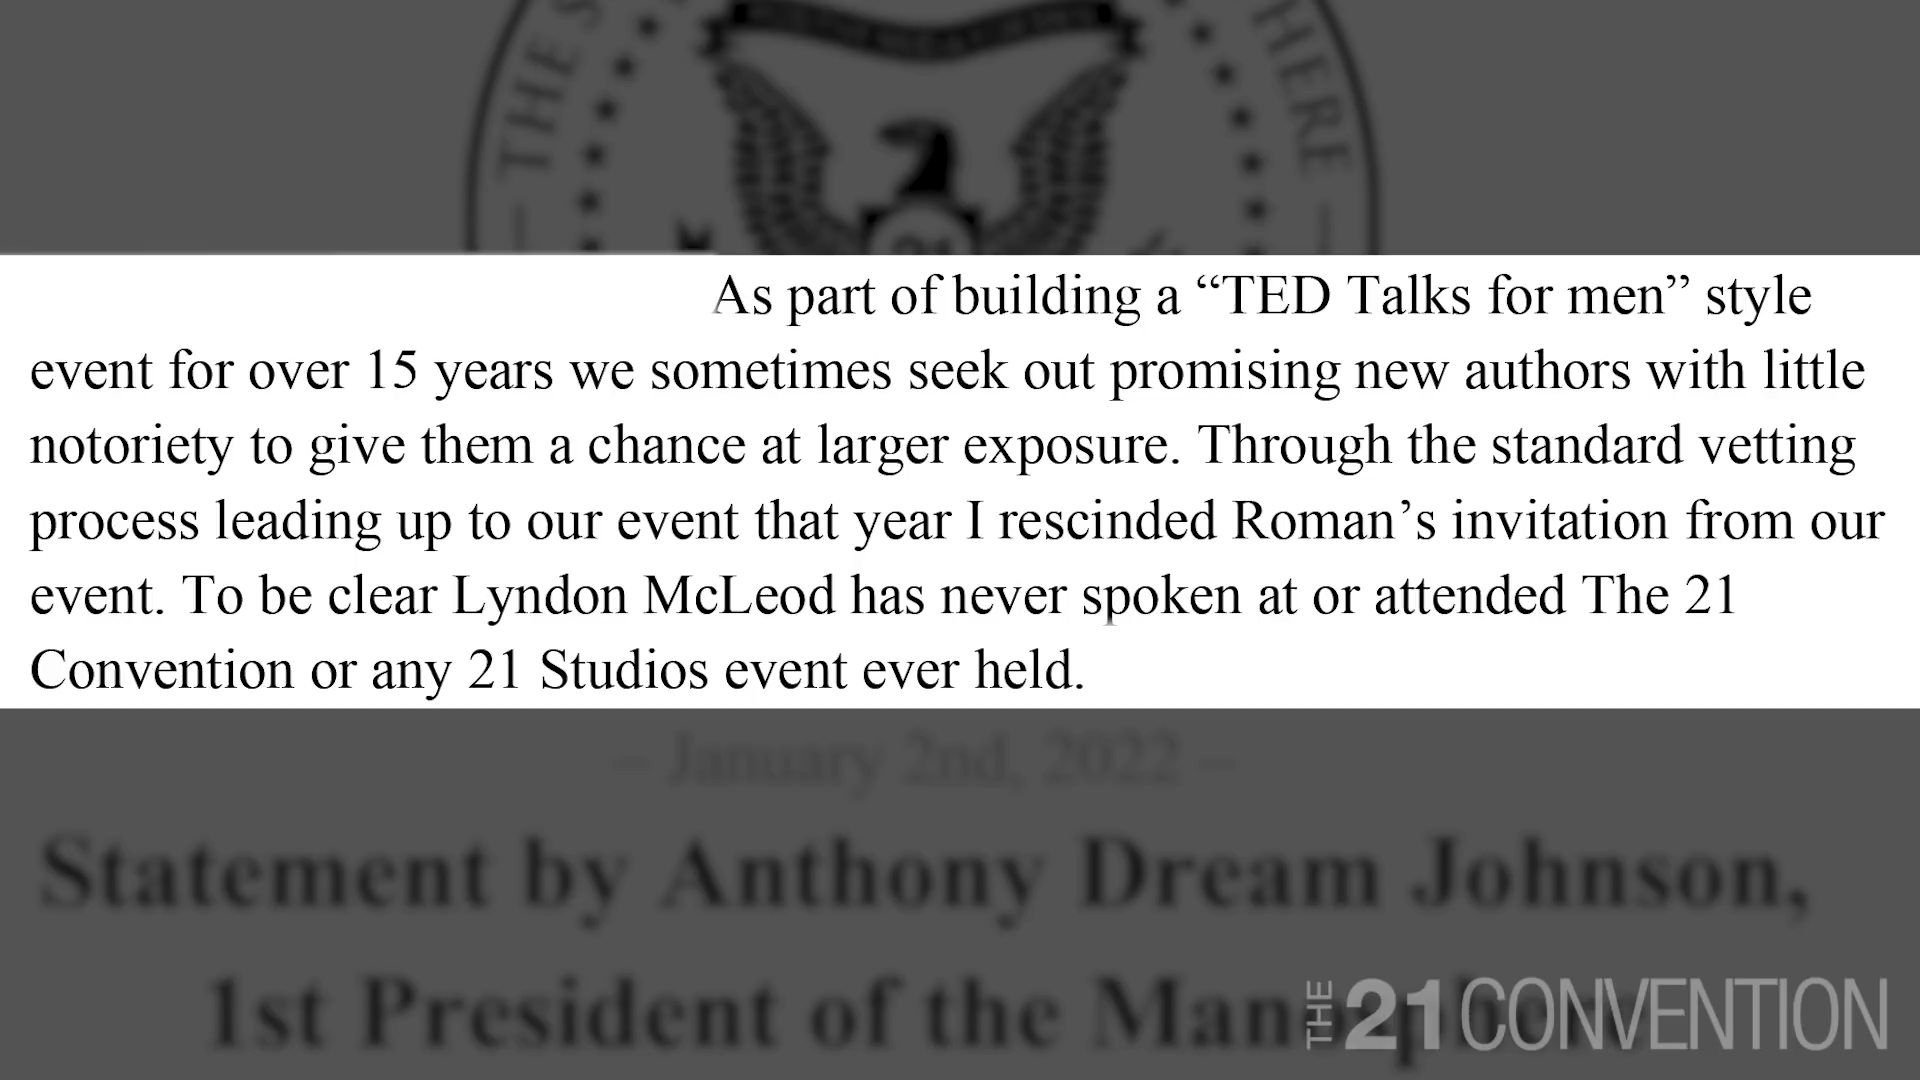 THE S
HERE
21
As part of building a “TED Talks for men” style
event for over 15 years we sometimes seek out promising new authors with little
notoriety to give them a chance at larger exposure. Through the standard vetting
process leading up to our event that year I rescinded Roman’s invitation from our
event. To be clear Lyndon McLeod has never spoken at or attended The 21
Convention or any 21 Studios event ever held.
– January 2nd, 2022 –
Statement by Anthony Dream Johnson,
1st President of the Manosphere
THE 21 CONVENTION